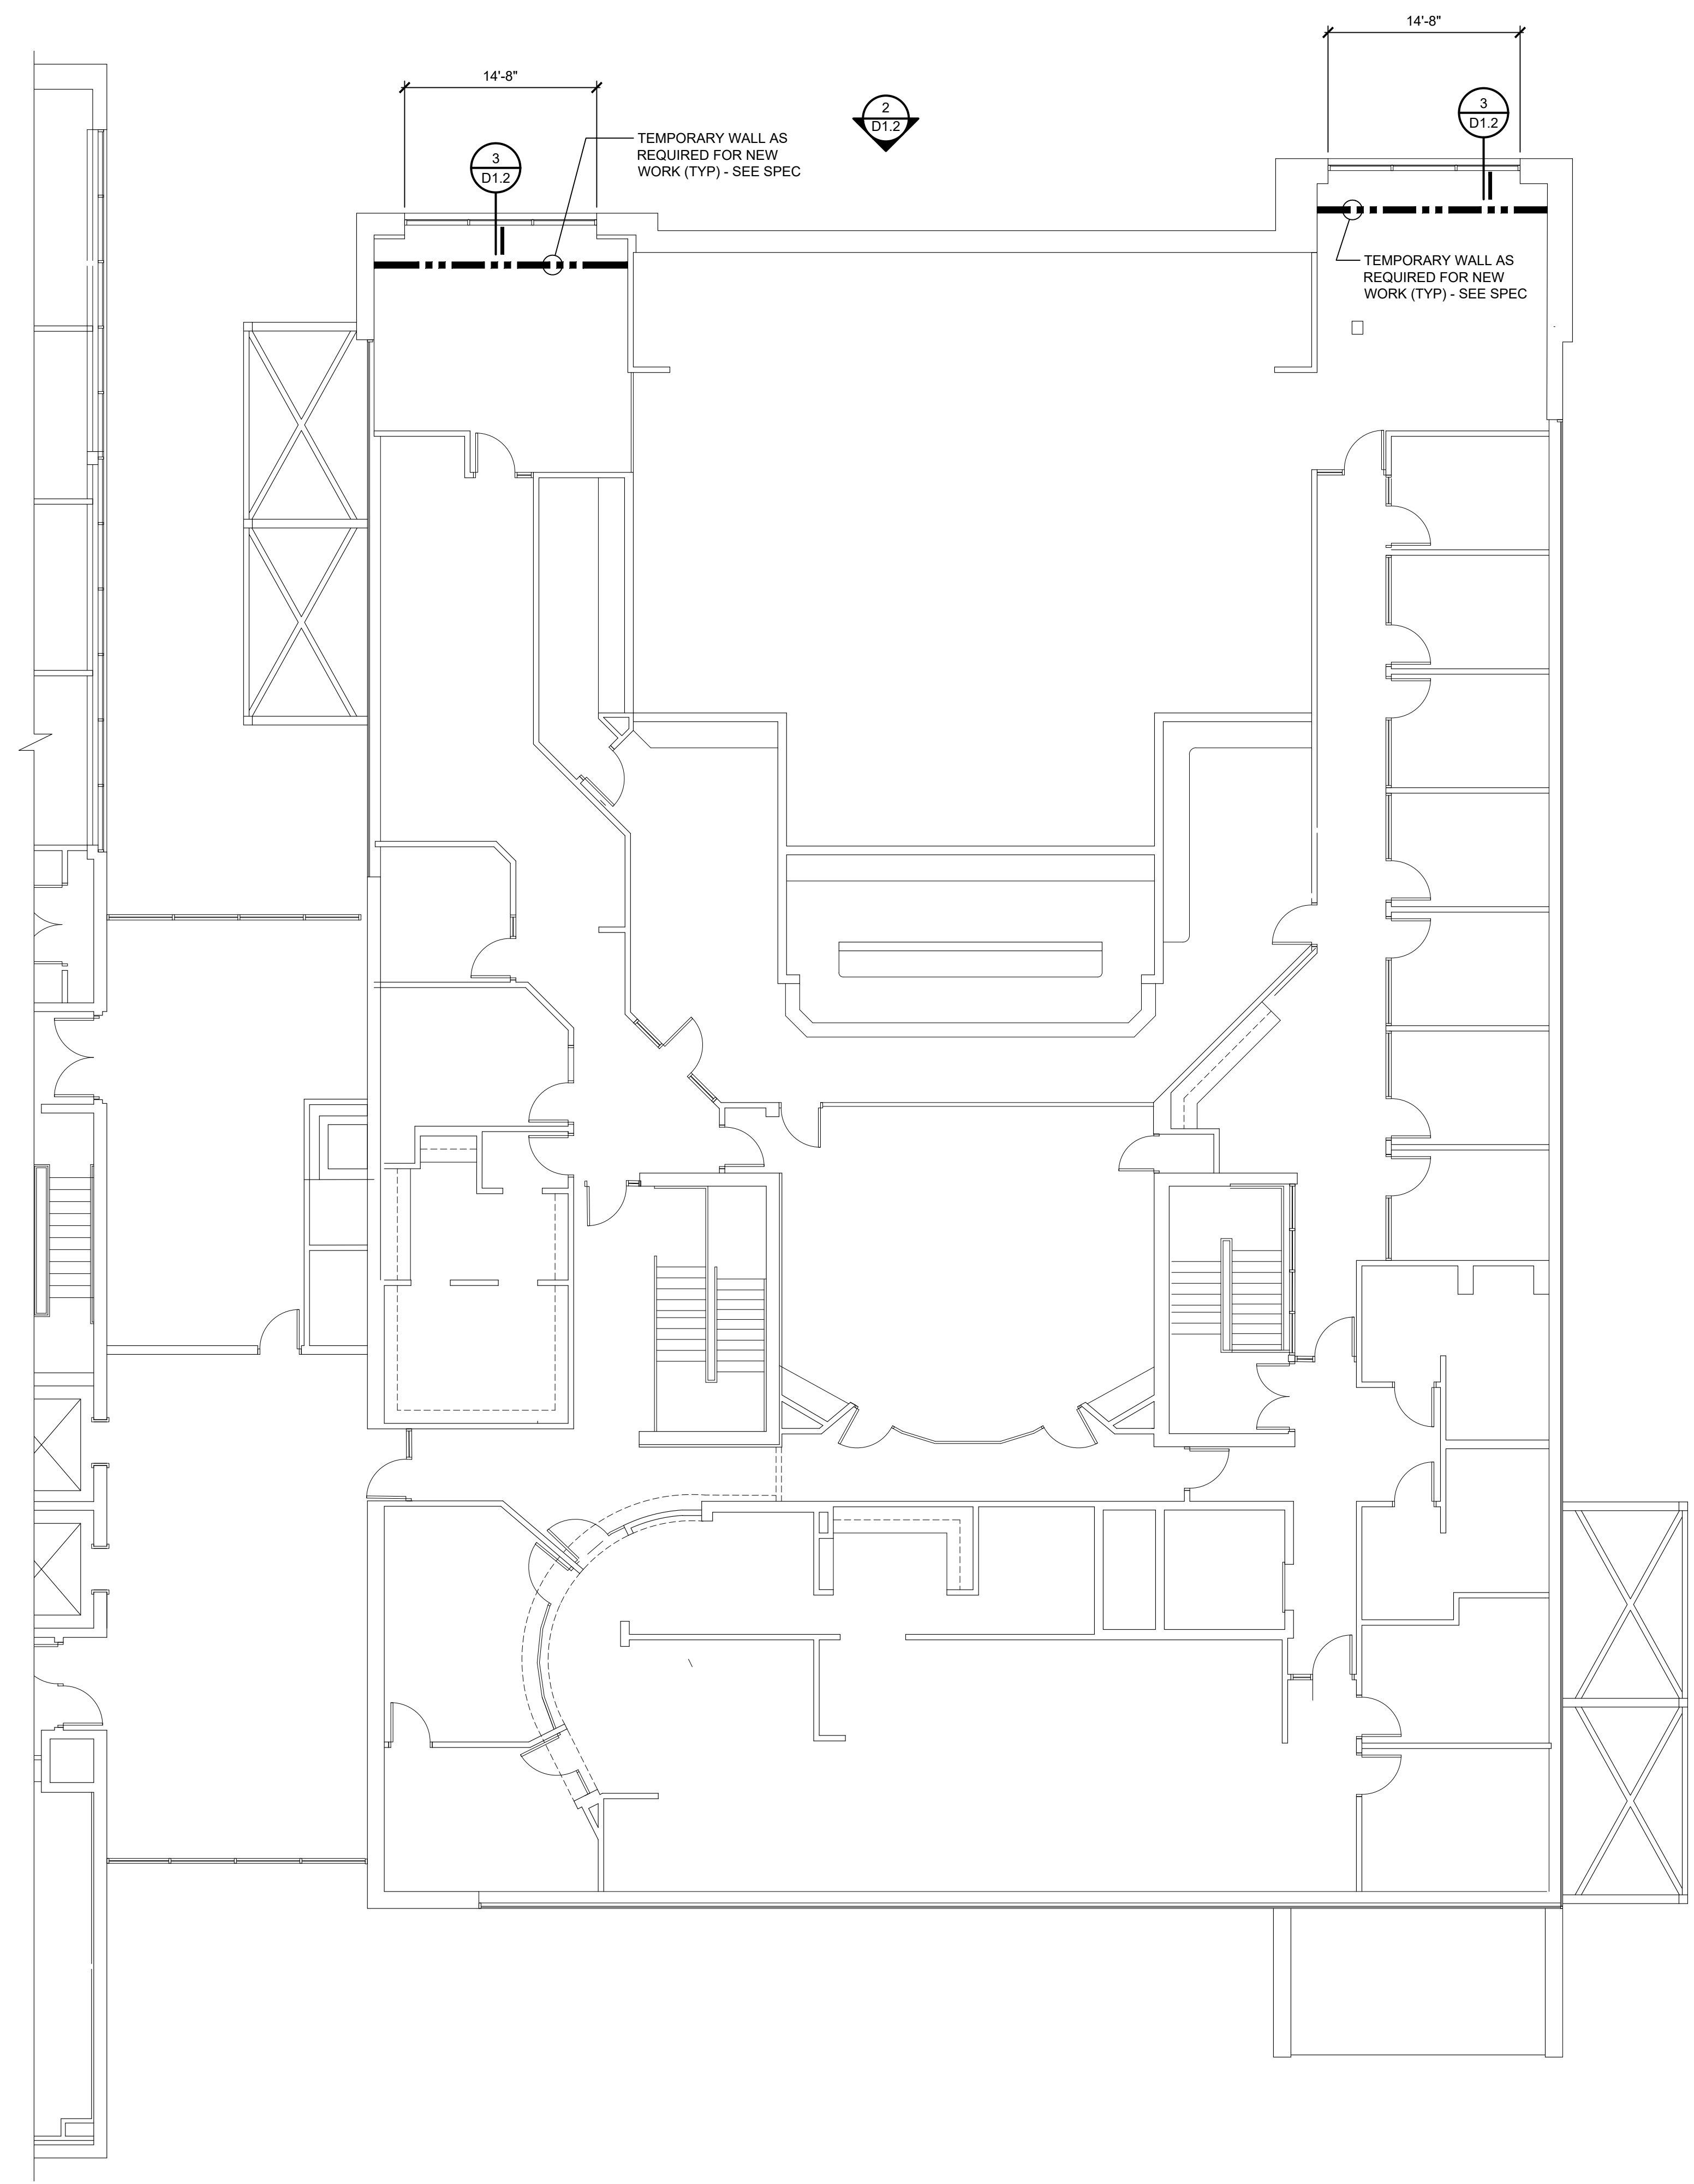 14'-8"
14'-8"
3
D1.2
TEMPORARY WALL AS
REQUIRED FOR NEW
WORK (TYP) - SEE SPEC
2
D1.2
3
D1.2
TEMPORARY WALL AS
REQUIRED FOR NEW
WORK (TYP) - SEE SPEC